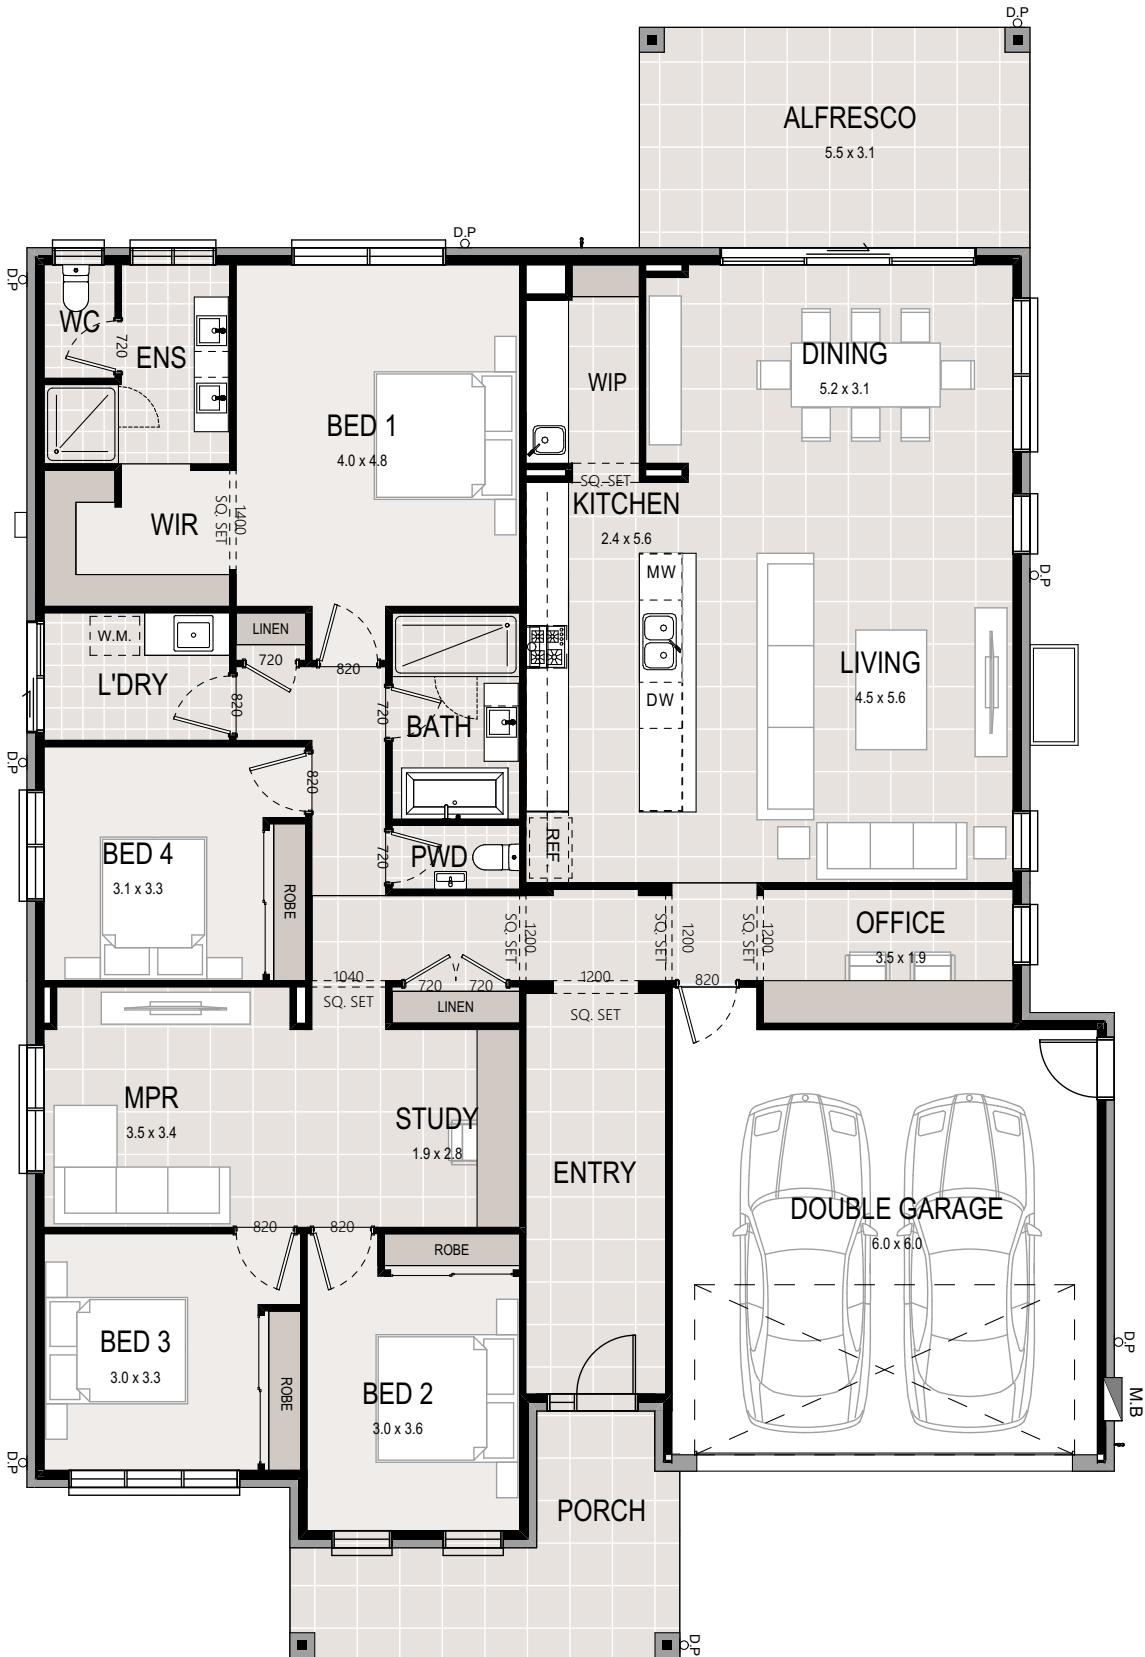 D.P
ALFRESCO
5.5 x 3.1
D.P
D.P
WC
720
ENS
BED 1
4.0 x 4.8
WIP
DINING
5.2 x 3.1
SQ. SET
KITCHEN
2.4 x 5.6
WIR
SQ. SET
1400
MW
D.P
W.M.
LINEN
720
820
L'DRY
820
720
BATH
DW
LIVING
4.5 x 5.6
D.P
820
BED 4
3.1 x 3.3
ROBE
720
PWD
REF
SQ. SET
1200
SQ. SET
1200
SQ. SET
1200
OFFICE
3.5 x 1.9
1040
SQ. SET
720
720
LINEN
1200
SQ. SET
820
MPR
3.5 x 3.4
STUDY
1.9 x 2.8
ENTRY
DOUBLE GARAGE
6.0 x 6.0
820
820
ROBE
BED 3
3.0 x 3.3
ROBE
BED 2
3.0 x 3.6
D.P
M.B
D.P
PORCH
D.P